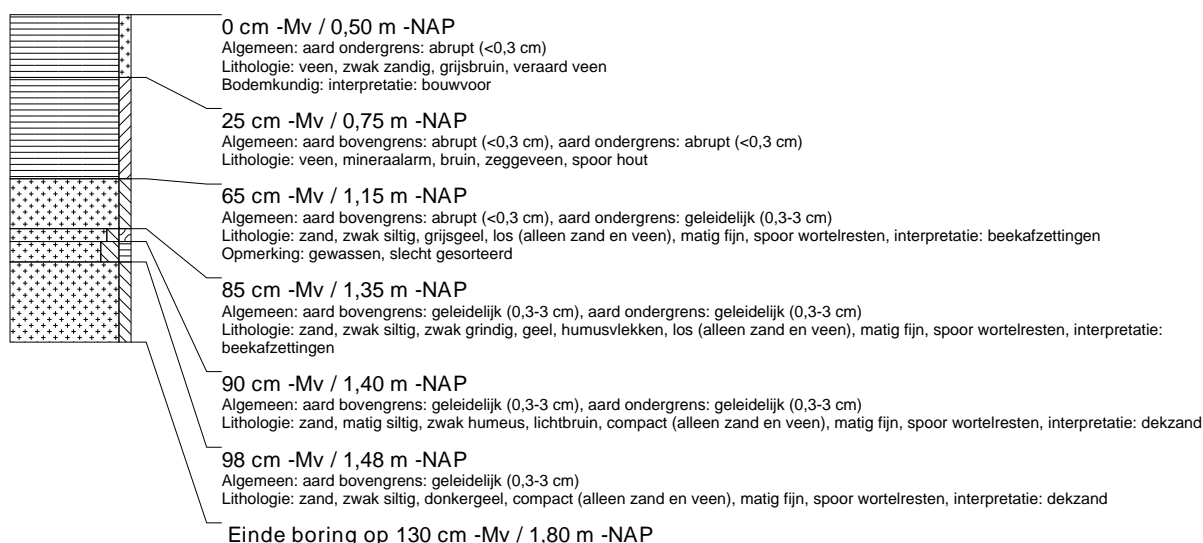 0 cm -Mv / 0,50 m -NAP
Algemeen: aard ondergrens: abrupt (<0,3 cm)
Lithologie: veen, zwak zandig, grijsbruin, veraard veen
Bodemkundig: interpretatie: bouwvoor
25 cm -Mv / 0,75 m -NAP
Algemeen: aard bovengrens: abrupt (<0,3 cm), aard ondergrens: abrupt (<0,3 cm)
Lithologie: veen, mineraalarm, bruin, zeggeveen, spoor hout
65 cm -Mv / 1,15 m -NAP
Algemeen: aard bovengrens: abrupt (<0,3 cm), aard ondergrens: geleidelijk (0,3-3 cm)
Lithologie: zand, zwak siltig, grijsgeel, los (alleen zand en veen), matig fijn, spoor wortelresten, interpretatie: beekafzettingen
Opmerking: gewassen, slecht gesorteerd
85 cm -Mv / 1,35 m -NAP
Algemeen: aard bovengrens: geleidelijk (0,3-3 cm), aard ondergrens: geleidelijk (0,3-3 cm)
Lithologie: zand, zwak siltig, zwak grindig, geel, humusvlekken, los (alleen zand en veen), matig fijn, spoor wortelresten, interpretatie:
beekafzettingen
90 cm -Mv / 1,40 m -NAP
Algemeen: aard bovengrens: geleidelijk (0,3-3 cm), aard ondergrens: geleidelijk (0,3-3 cm)
Lithologie: zand, matig siltig, zwak humeus, lichtbruin, compact (alleen zand en veen), matig fijn, spoor wortelresten, interpretatie: dekzand
98 cm -Mv / 1,48 m -NAP
Algemeen: aard bovengrens: geleidelijk (0,3-3 cm)
Lithologie: zand, zwak siltig, donkergeel, compact (alleen zand en veen), matig fijn, spoor wortelresten, interpretatie: dekzand
Einde boring op 130 cm -Mv / 1,80 m -NAP